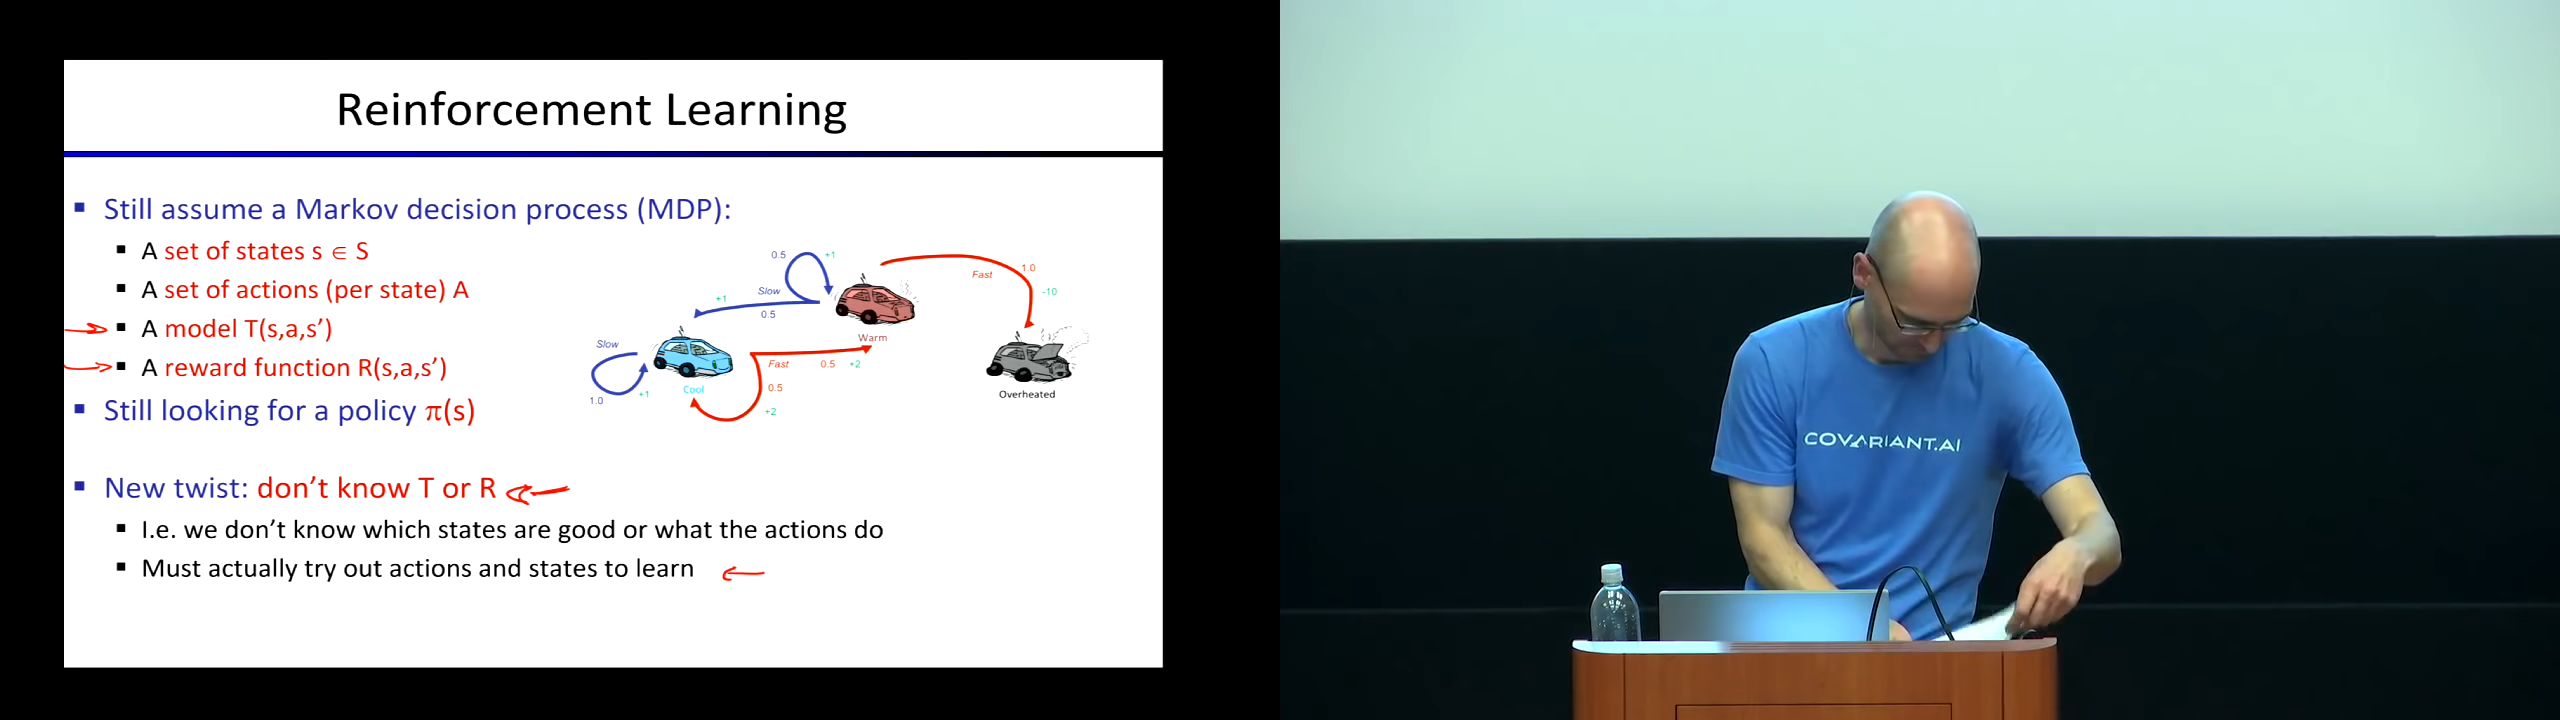 Reinforcement Learning
Still assume a Markov decision process (MDP):
A set of states s ∈ S
A set of actions (per state) A
A model T(s,a,s’)
A reward function R(s,a,s’)
Still looking for a policy π(s)
New twist: don’t know T or R
I.e. we don’t know which states are good or what the actions do
Must actually try out actions and states to learn
0.5
+1
Slow
+1
0.5
Fast
1.0
-10
Warm
Slow
1.0
+1
Cool
Fast
0.5
+2
0.5
+2
Overheated
COVARIANT.AI